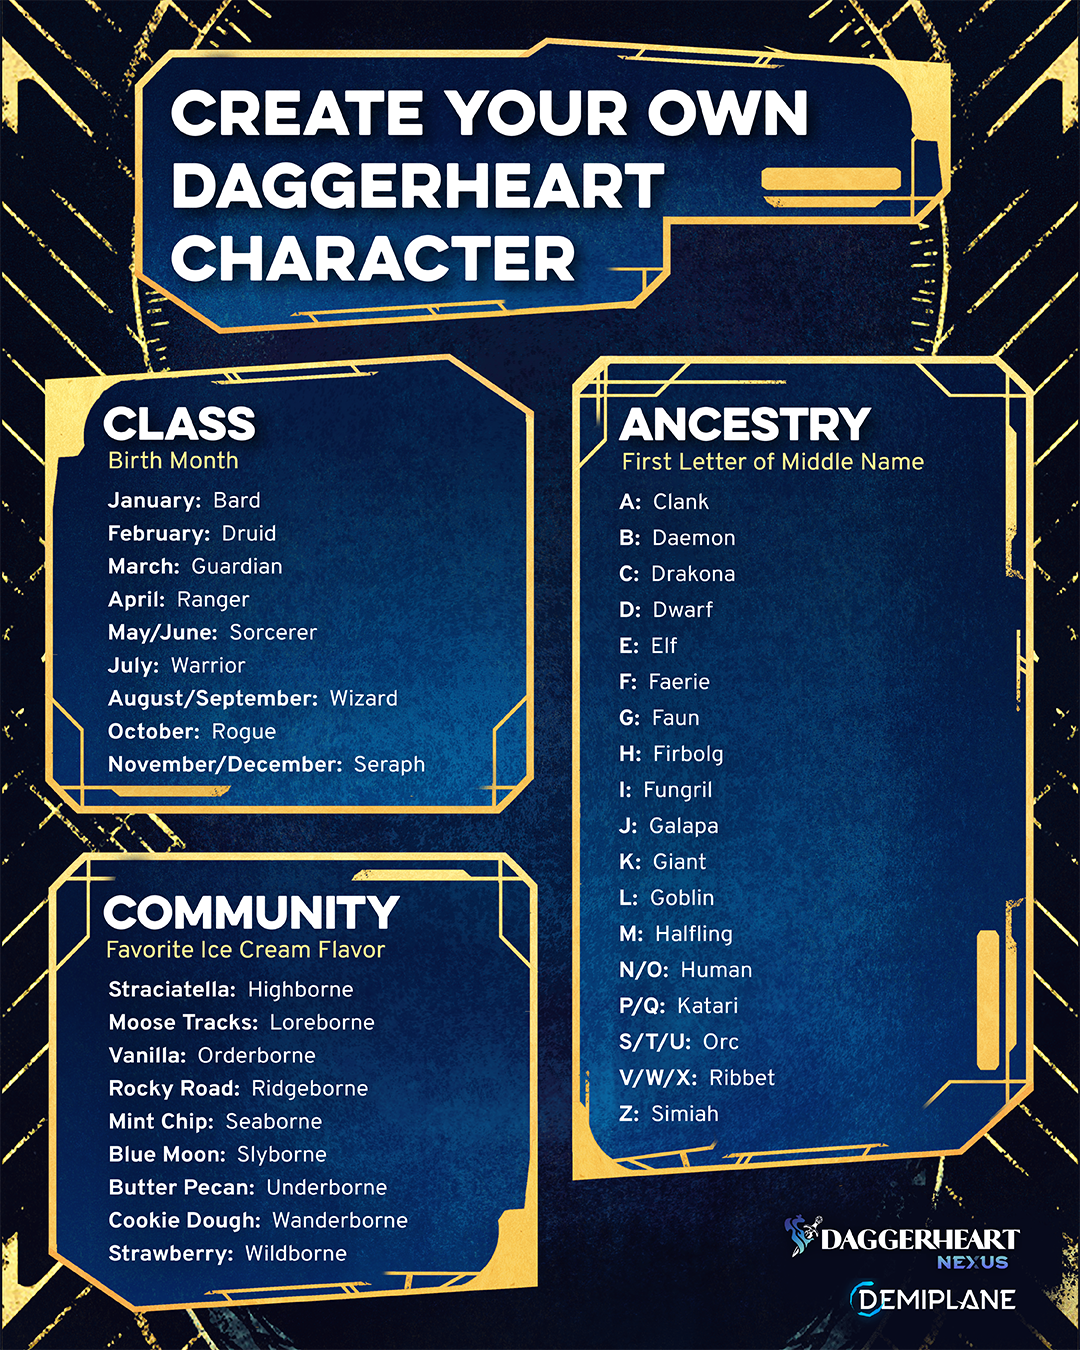 CREATE YOUR OWN
DAGGERHEART
CHARACTER
CLASS
Birth Month
January: Bard
February: Druid
March: Guardian
April: Ranger
May/June: Sorcerer
July: Warrior
August/September: Wizard
October: Rogue
November/December: Seraph
COMMUNITY
Favorite Ice Cream Flavor
Straciatella: Highborne
Moose Tracks: Loreborne
Vanilla: Orderborne
Rocky Road: Ridgeborne
Mint Chip: Seaborne
Blue Moon: Slyborne
Butter Pecan: Underborne
Cookie Dough: Wanderborne
Strawberry: Wildborne
ANCESTRY
First Letter of Middle Name
A: Clank
B: Daemon
C: Drakona
D: Dwarf
E: Elf
F: Faerie
G: Faun
H: Firbolg
I: Fungril
J: Galapa
K: Giant
L: Goblin
M: Halfling
N/O: Human
P/Q: Katari
S/T/U: Orc
V/W/X: Ribbet
Z: Simiah
DAGGERHEART
NEXUS
DEMIPLANE